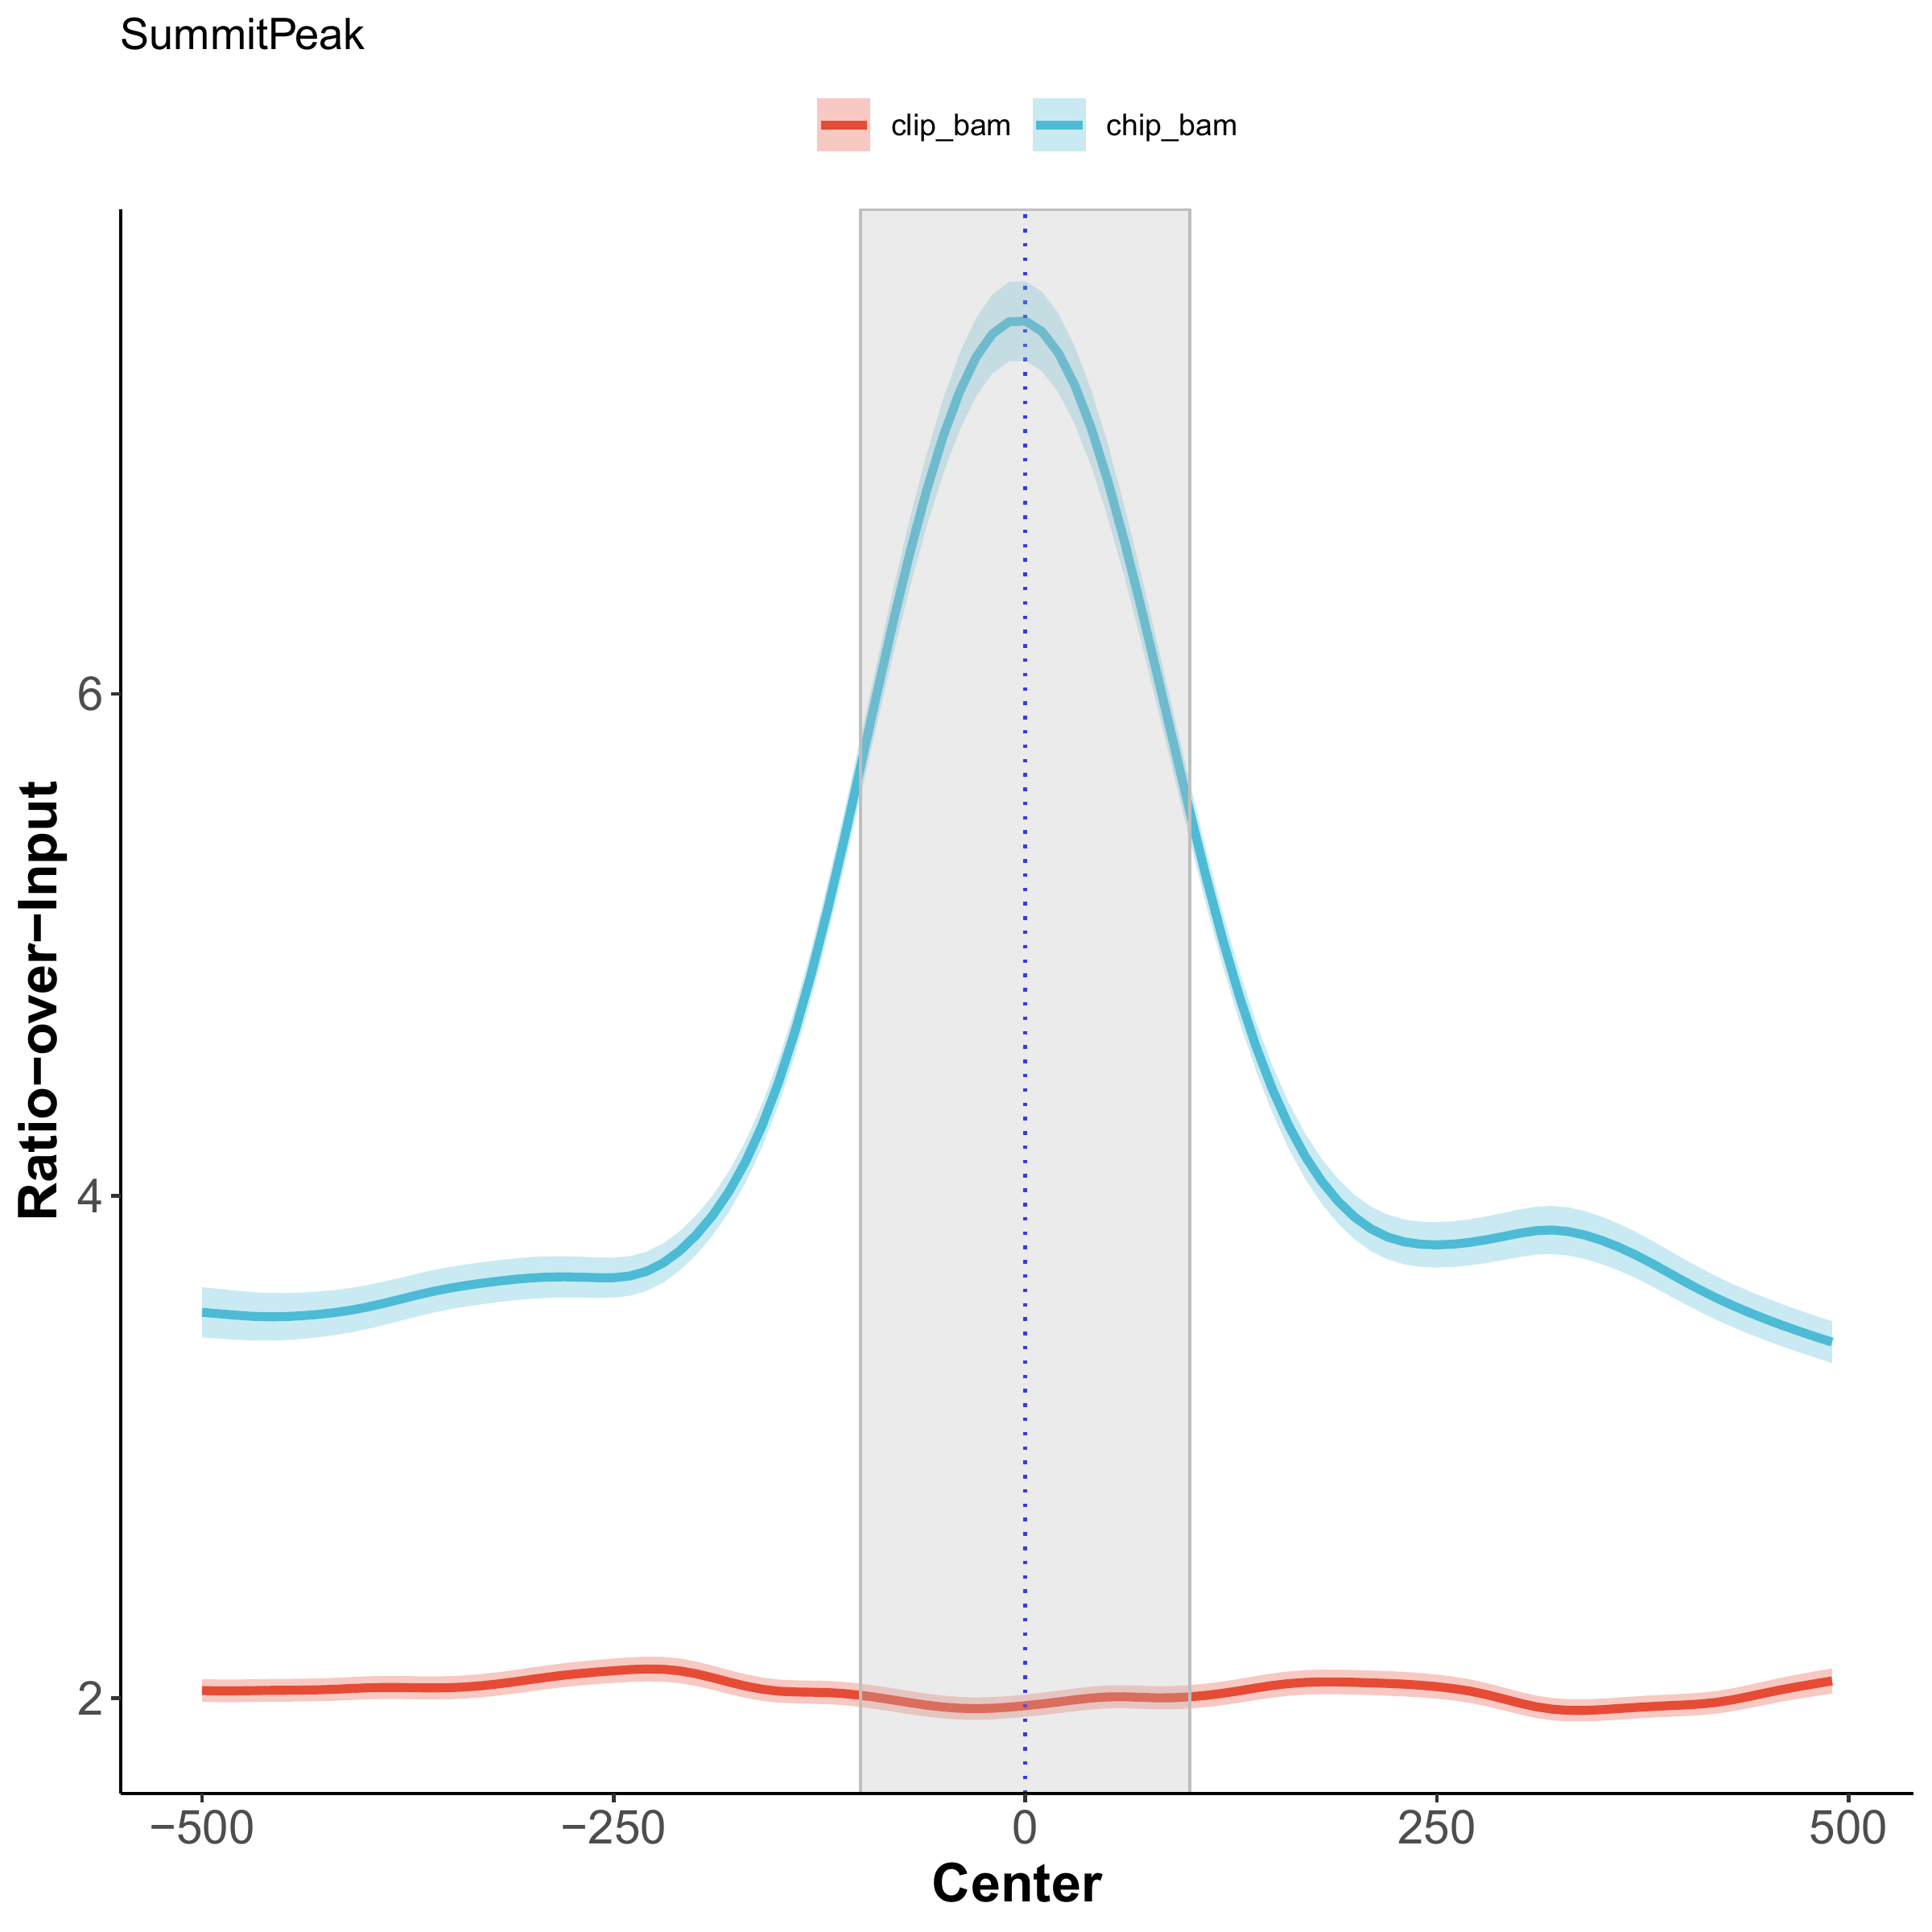 SummitPeak
clip_bam chip_bam
Ratio−over−Input
6
4
2
−500 −250 0 250 500
Center